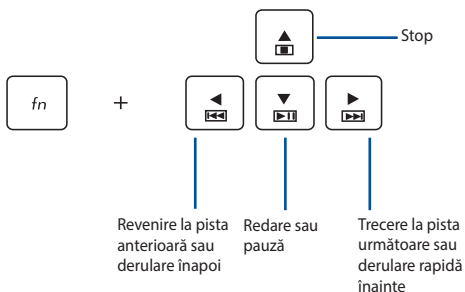 Stop
fn
+
Revenire la pista
anterioară sau
derulare înapoi
Redare sau
pauză
Trecere la pista
următoare sau
derulare rapidă
înainte